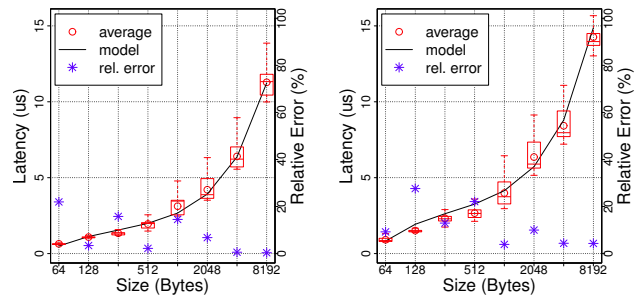 average
model
rel. error
Latency (us)
0
5
10
15
Relative Error (%)
0
20
40
60
80
100
64
128
512
2048
8192
Size (Bytes)
average
model
rel. error
Latency (us)
0
5
10
15
Relative Error (%)
0
20
40
60
80
100
64
128
512
2048
8192
Size (Bytes)